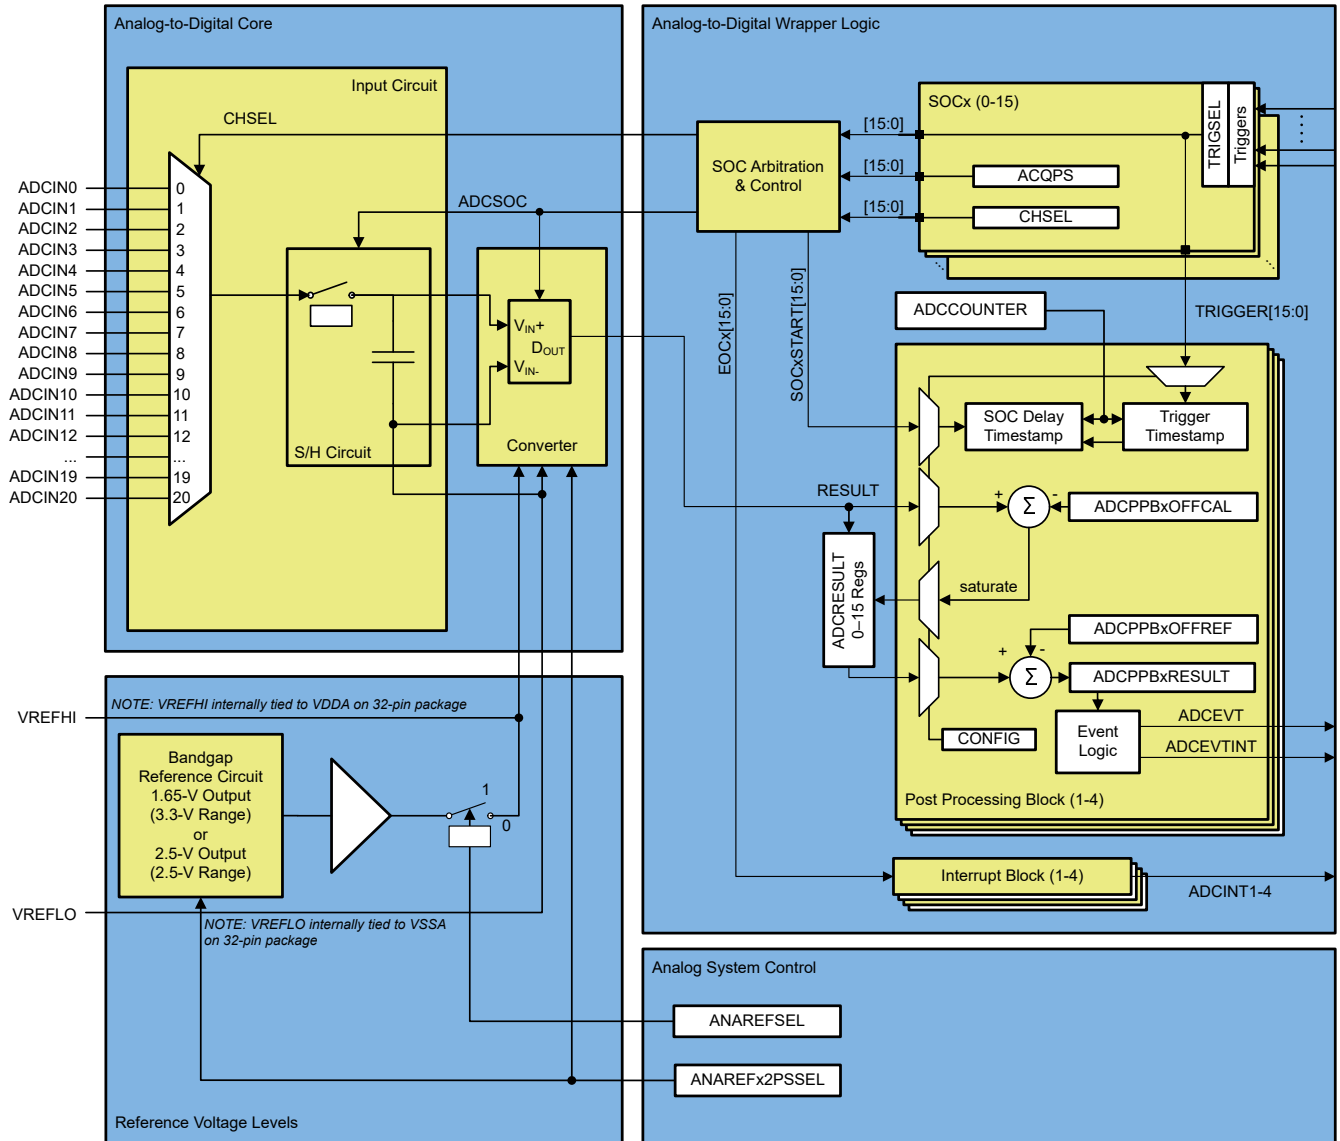 Analog-to-Digital Core
Input Circuit
CHSEL
ADCIN0
ADCIN1
ADCIN2
ADCIN3
ADCIN4
ADCIN5
ADCIN6
ADCIN7
ADCIN8
ADCIN9
ADCIN10
ADCIN11
ADCIN12
...
ADCIN19
ADCIN20
0
1
2
3
4
5
6
7
8
9
10
11
12
...
19
20
ADCSOC
S/H Circuit
VIN+
DOUT
VIN-
Converter
Analog-to-Digital Wrapper Logic
SOC Arbitration
& Control
[15:0]
[15:0]
[15:0]
SOCx (0-15)
ACQPS
CHSEL
TRIGSEL
Triggers
EOCx[15:0]
SOCxSTART[15:0]
ADCCOUNTER
TRIGGER[15:0]
SOC Delay
Timestamp
Trigger
Timestamp
RESULT
+
Σ
-
ADCPPBxOFFCAL
ADCRESULT
0–15 Regs
saturate
ADCPPBxOFFREF
+
-
Σ
ADCPPBxRESULT
CONFIG
Event
Logic
ADCEVT
ADCEVTINT
Post Processing Block (1-4)
Interrupt Block (1-4)
ADCINT1-4
VREFHI
NOTE: VREFHI internally tied to VDDA on 32-pin package
Bandgap
Reference Circuit
1.65-V Output
(3.3-V Range)
or
2.5-V Output
(2.5-V Range)
1
0
VREFLO
NOTE: VREFLO internally tied to VSSA
on 32-pin package
Reference Voltage Levels
Analog System Control
ANAREFSEL
ANAREFx2PSSEL